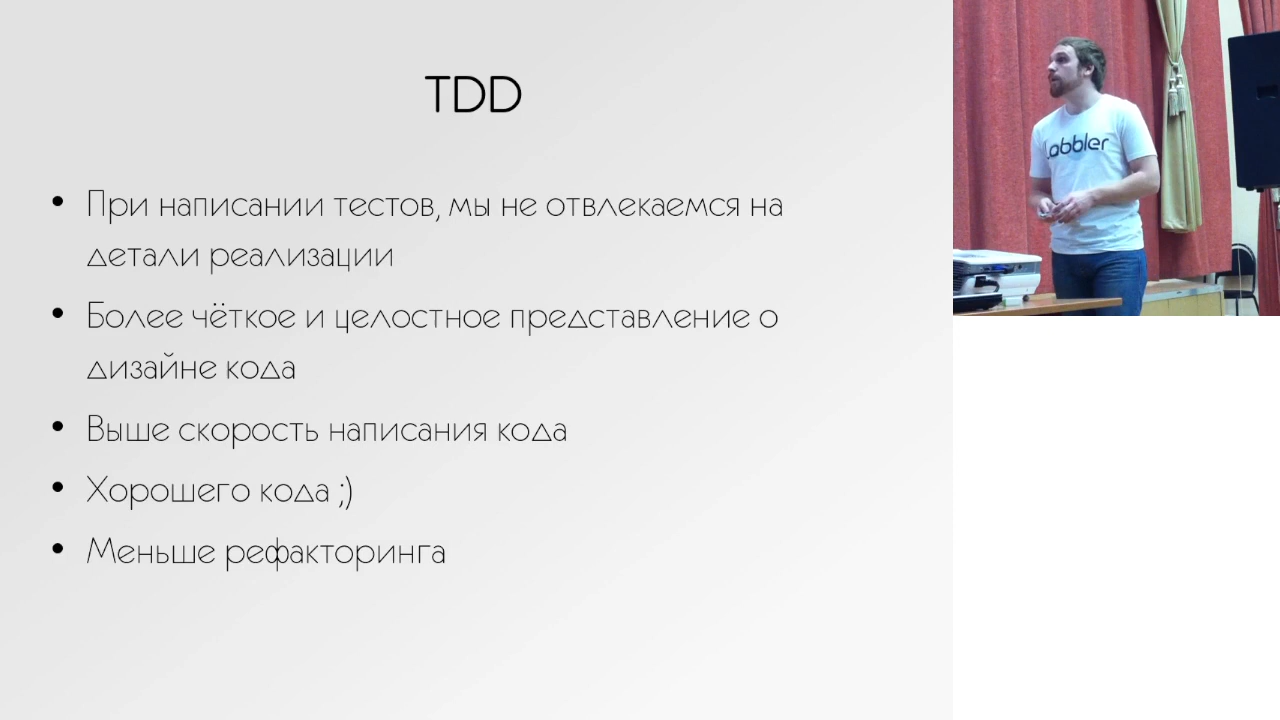 TDD
• При написании тестов, мы не отвлекаемся на
детали реализации
• Более чёткое и целостное представление о
дизайне кода
• Выше скорость написания кода
• Хорошего кода ;)
• Меньше рефакторинга
Labbler